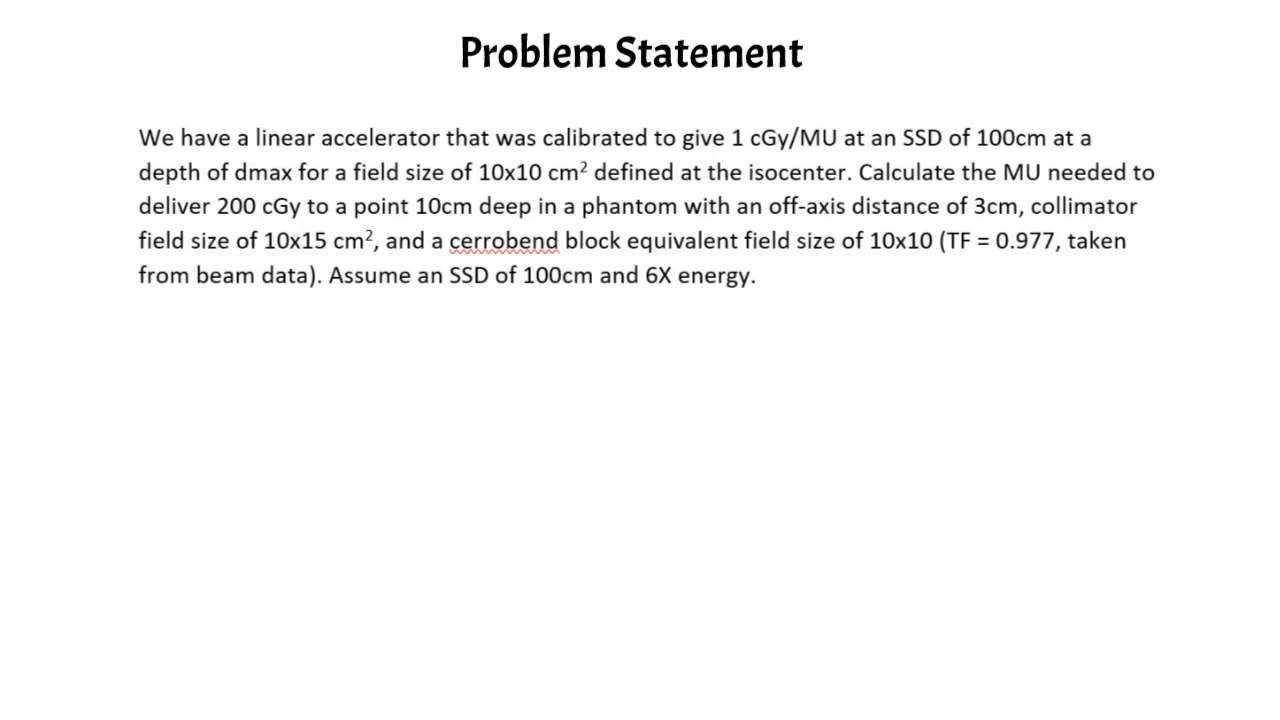 Problem Statement
We have a linear accelerator that was calibrated to give 1 cGy/MU at an SSD of 100cm at a
depth of dmax for a field size of 10x10 cm² defined at the isocenter. Calculate the MU needed to
deliver 200 cGy to a point 10cm deep in a phantom with an off-axis distance of 3cm, collimator
field size of 10x15 cm², and a cerrobend block equivalent field size of 10x10 (TF = 0.977, taken
from beam data). Assume an SSD of 100cm and 6X energy.